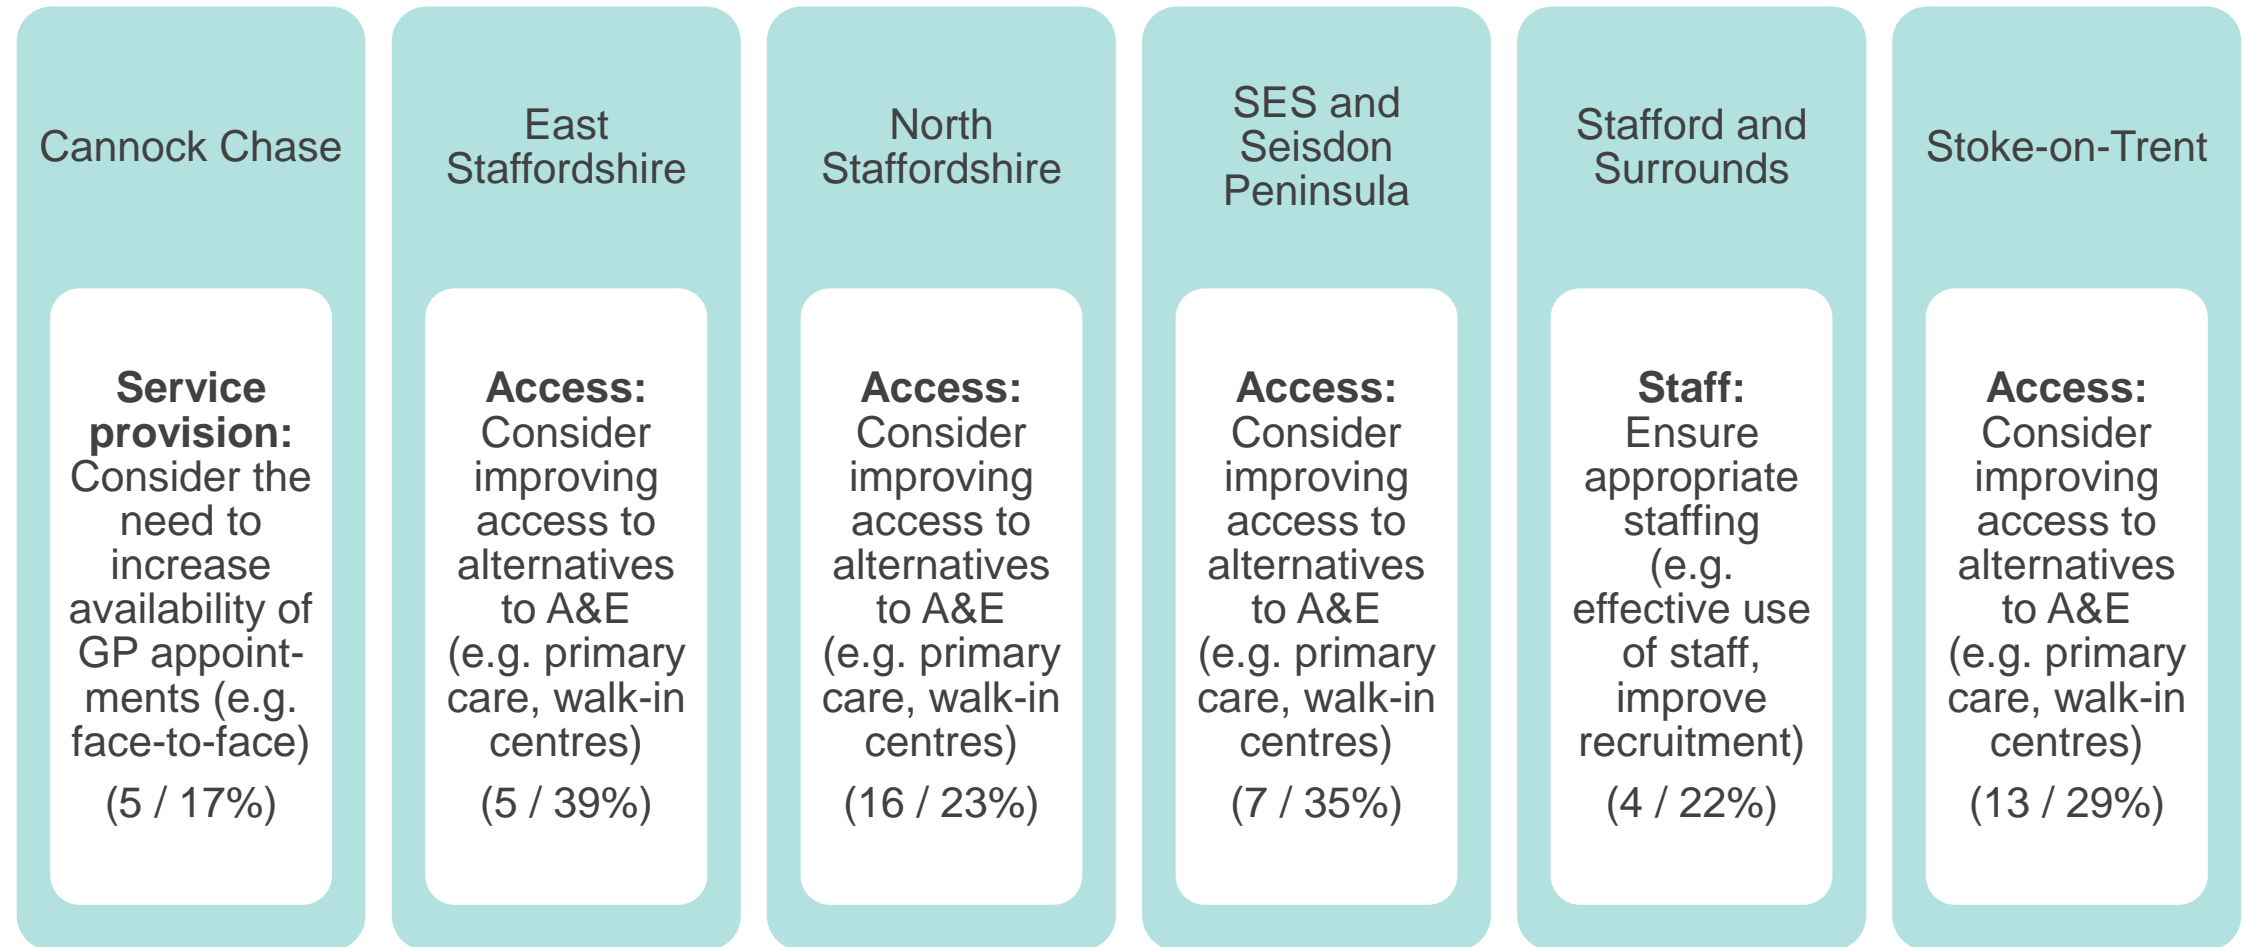 Cannock Chase
Service
provision:
Consider the
need to
increase
availability of
GP appoint-
ments (e.g.
face-to-face)
(5 / 17%)
East
Staffordshire
Access:
Consider
improving
access to
alternatives
to A&E
(e.g. primary
care, walk-in
centres)
(5 / 39%)
North
Staffordshire
Access:
Consider
improving
access to
alternatives
to A&E
(e.g. primary
care, walk-in
centres)
(16 / 23%)
SES and
Seisdon
Peninsula
Access:
Consider
improving
access to
alternatives
to A&E
(e.g. primary
care, walk-in
centres)
(7 / 35%)
Stafford and
Surrounds
Staff:
Ensure
appropriate
staffing
(e.g.
effective use
of staff,
improve
recruitment)
(4 / 22%)
Stoke-on-Trent
Access:
Consider
improving
access to
alternatives
to A&E
(e.g. primary
care, walk-in
centres)
(13 / 29%)